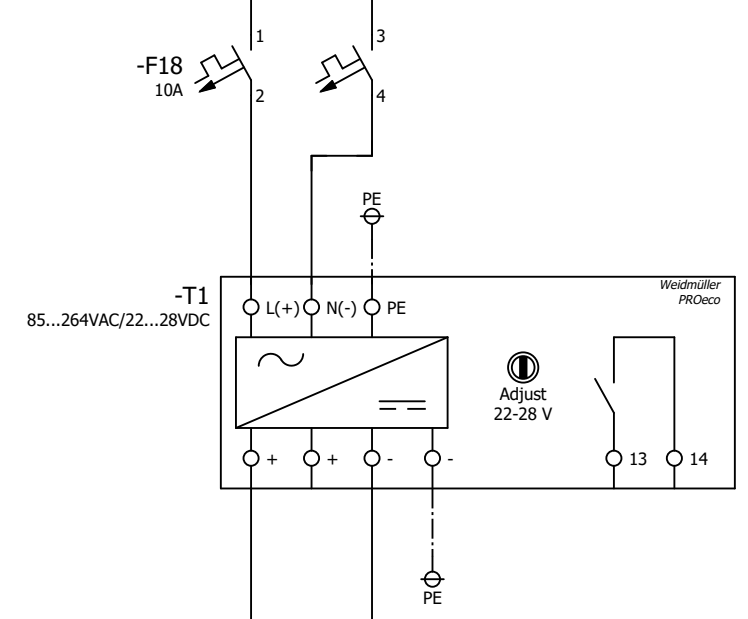 1
3
-F18
10A
2
4
PE
Weidmüller
PROeco
-T1
85...264VAC/22...28VDC
L(+)
N(-)
PE
Adjust
22-28 V
+
+
-
-
13
14
PE